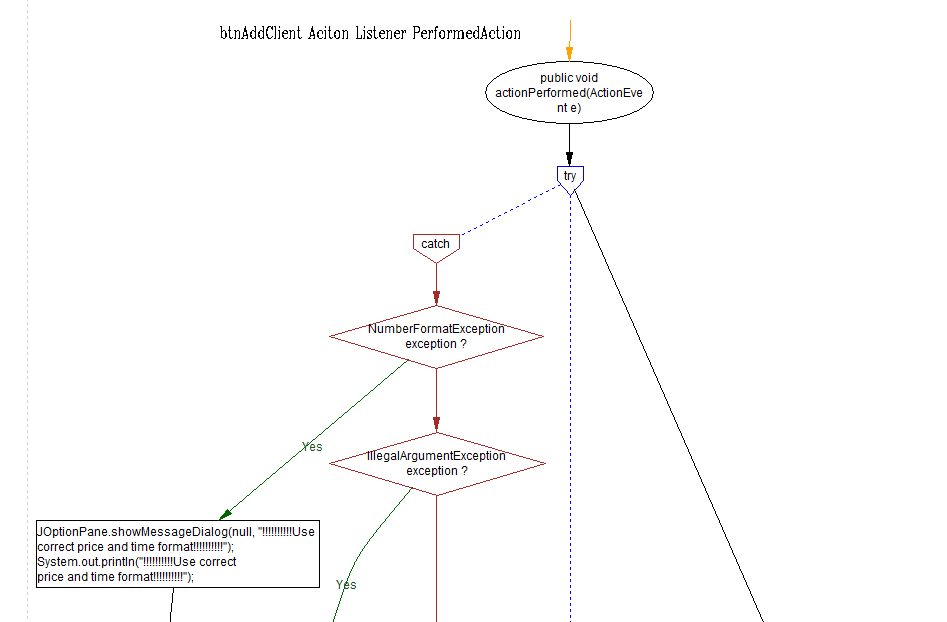 btnAddClient Aciton Listener PerformedAction
public void
actionPerformed(ActionEve
nt e)
try
catch
NumberFormatException
exception ?
Yes
IllegalArgumentException
exception ?
JOptionPane.showMessageDialog(null, "!!!!!!!!!!Use
correct price and time format!!!!!!!!!!");
System.out.println("!!!!!!!!!!Use correct
price and time format!!!!!!!!!!");
Yes